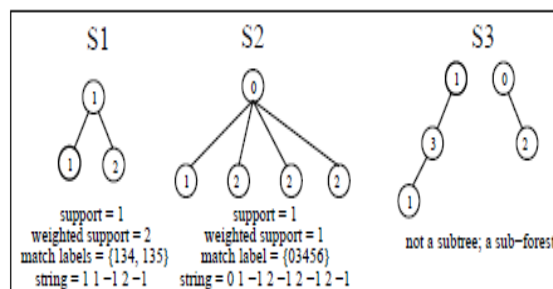 S1 S2 S3
0
1 1 0
1 2 1 2 2 2 3 2
1
support = 1
weighted support = 2
match labels = {134, 135}
string = 1 1 −1 2 −1
support = 1
weighted support = 1
match label = {03456}
string = 0 1 −1 2 −1 2 −1 2 −1
not a subtree; a sub−forest